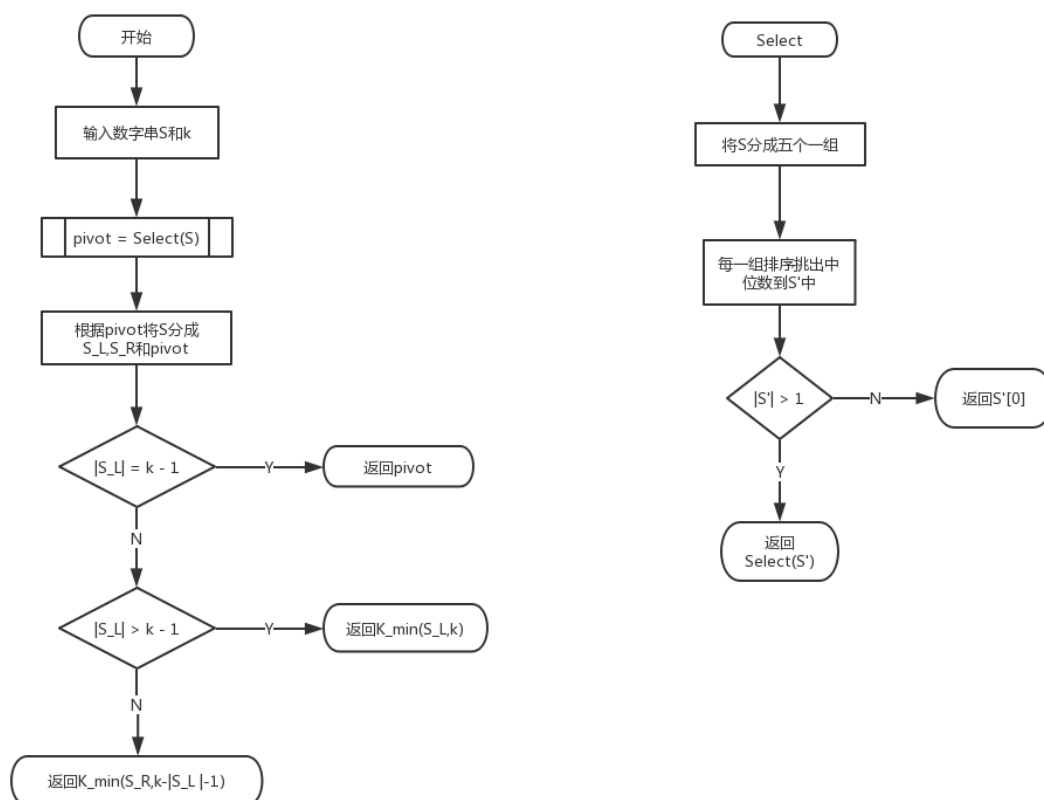 开始
输入数字串S和k
pivot = Select(S)
根据pivot将S分成
S_L,S_R和pivot
|S_L| = k - 1
Y
返回pivot
N
|S_L| > k - 1
Y
返回K_min(S_L,k)
N
返回K_min(S_R,k-|S_L |-1)
Select
将S分成五个一组
每一组排序挑出中
位数到S'中
|S'| > 1
N
返回S'[0]
Y
返回
Select(S')